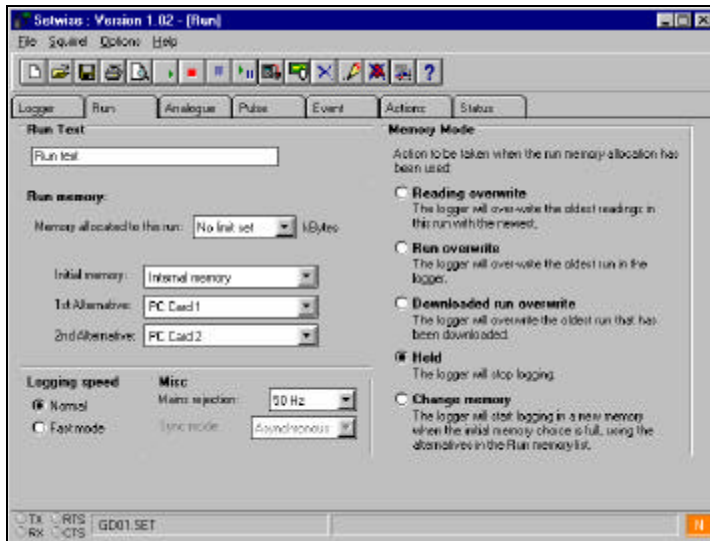 Setwise : Version 1.02 - [Run]
File Squirrel Options Help
Logger Run Analogue Pulse Event Actions Status
Run Text
Run text
Run memory:
Memory allocated to this run: No limit set kBytes
Initial memory: Internal memory
1st Alternative: PC Card 1
2nd Alternative: PC Card 2
Logging speed
Normal
Fast mode
Misc
Mains rejection: 50 Hz
Sync mode: Asynchronous
Memory Mode
Action to be taken when the run memory allocation has
been used
Reading overwrite
The logger will over-write the oldest readings in
this run with the newest.
Run overwrite
The logger will over-write the oldest run in the
logger.
Downloaded run overwrite
The logger will overwrite the oldest run that has
been downloaded.
Hold
The logger will stop logging.
Change memory
The logger will start logging in a new memory
when the initial memory choice is full, using the
alternatives in the Run memory list.
TX RTS
RX CTS
GD01.SET
N